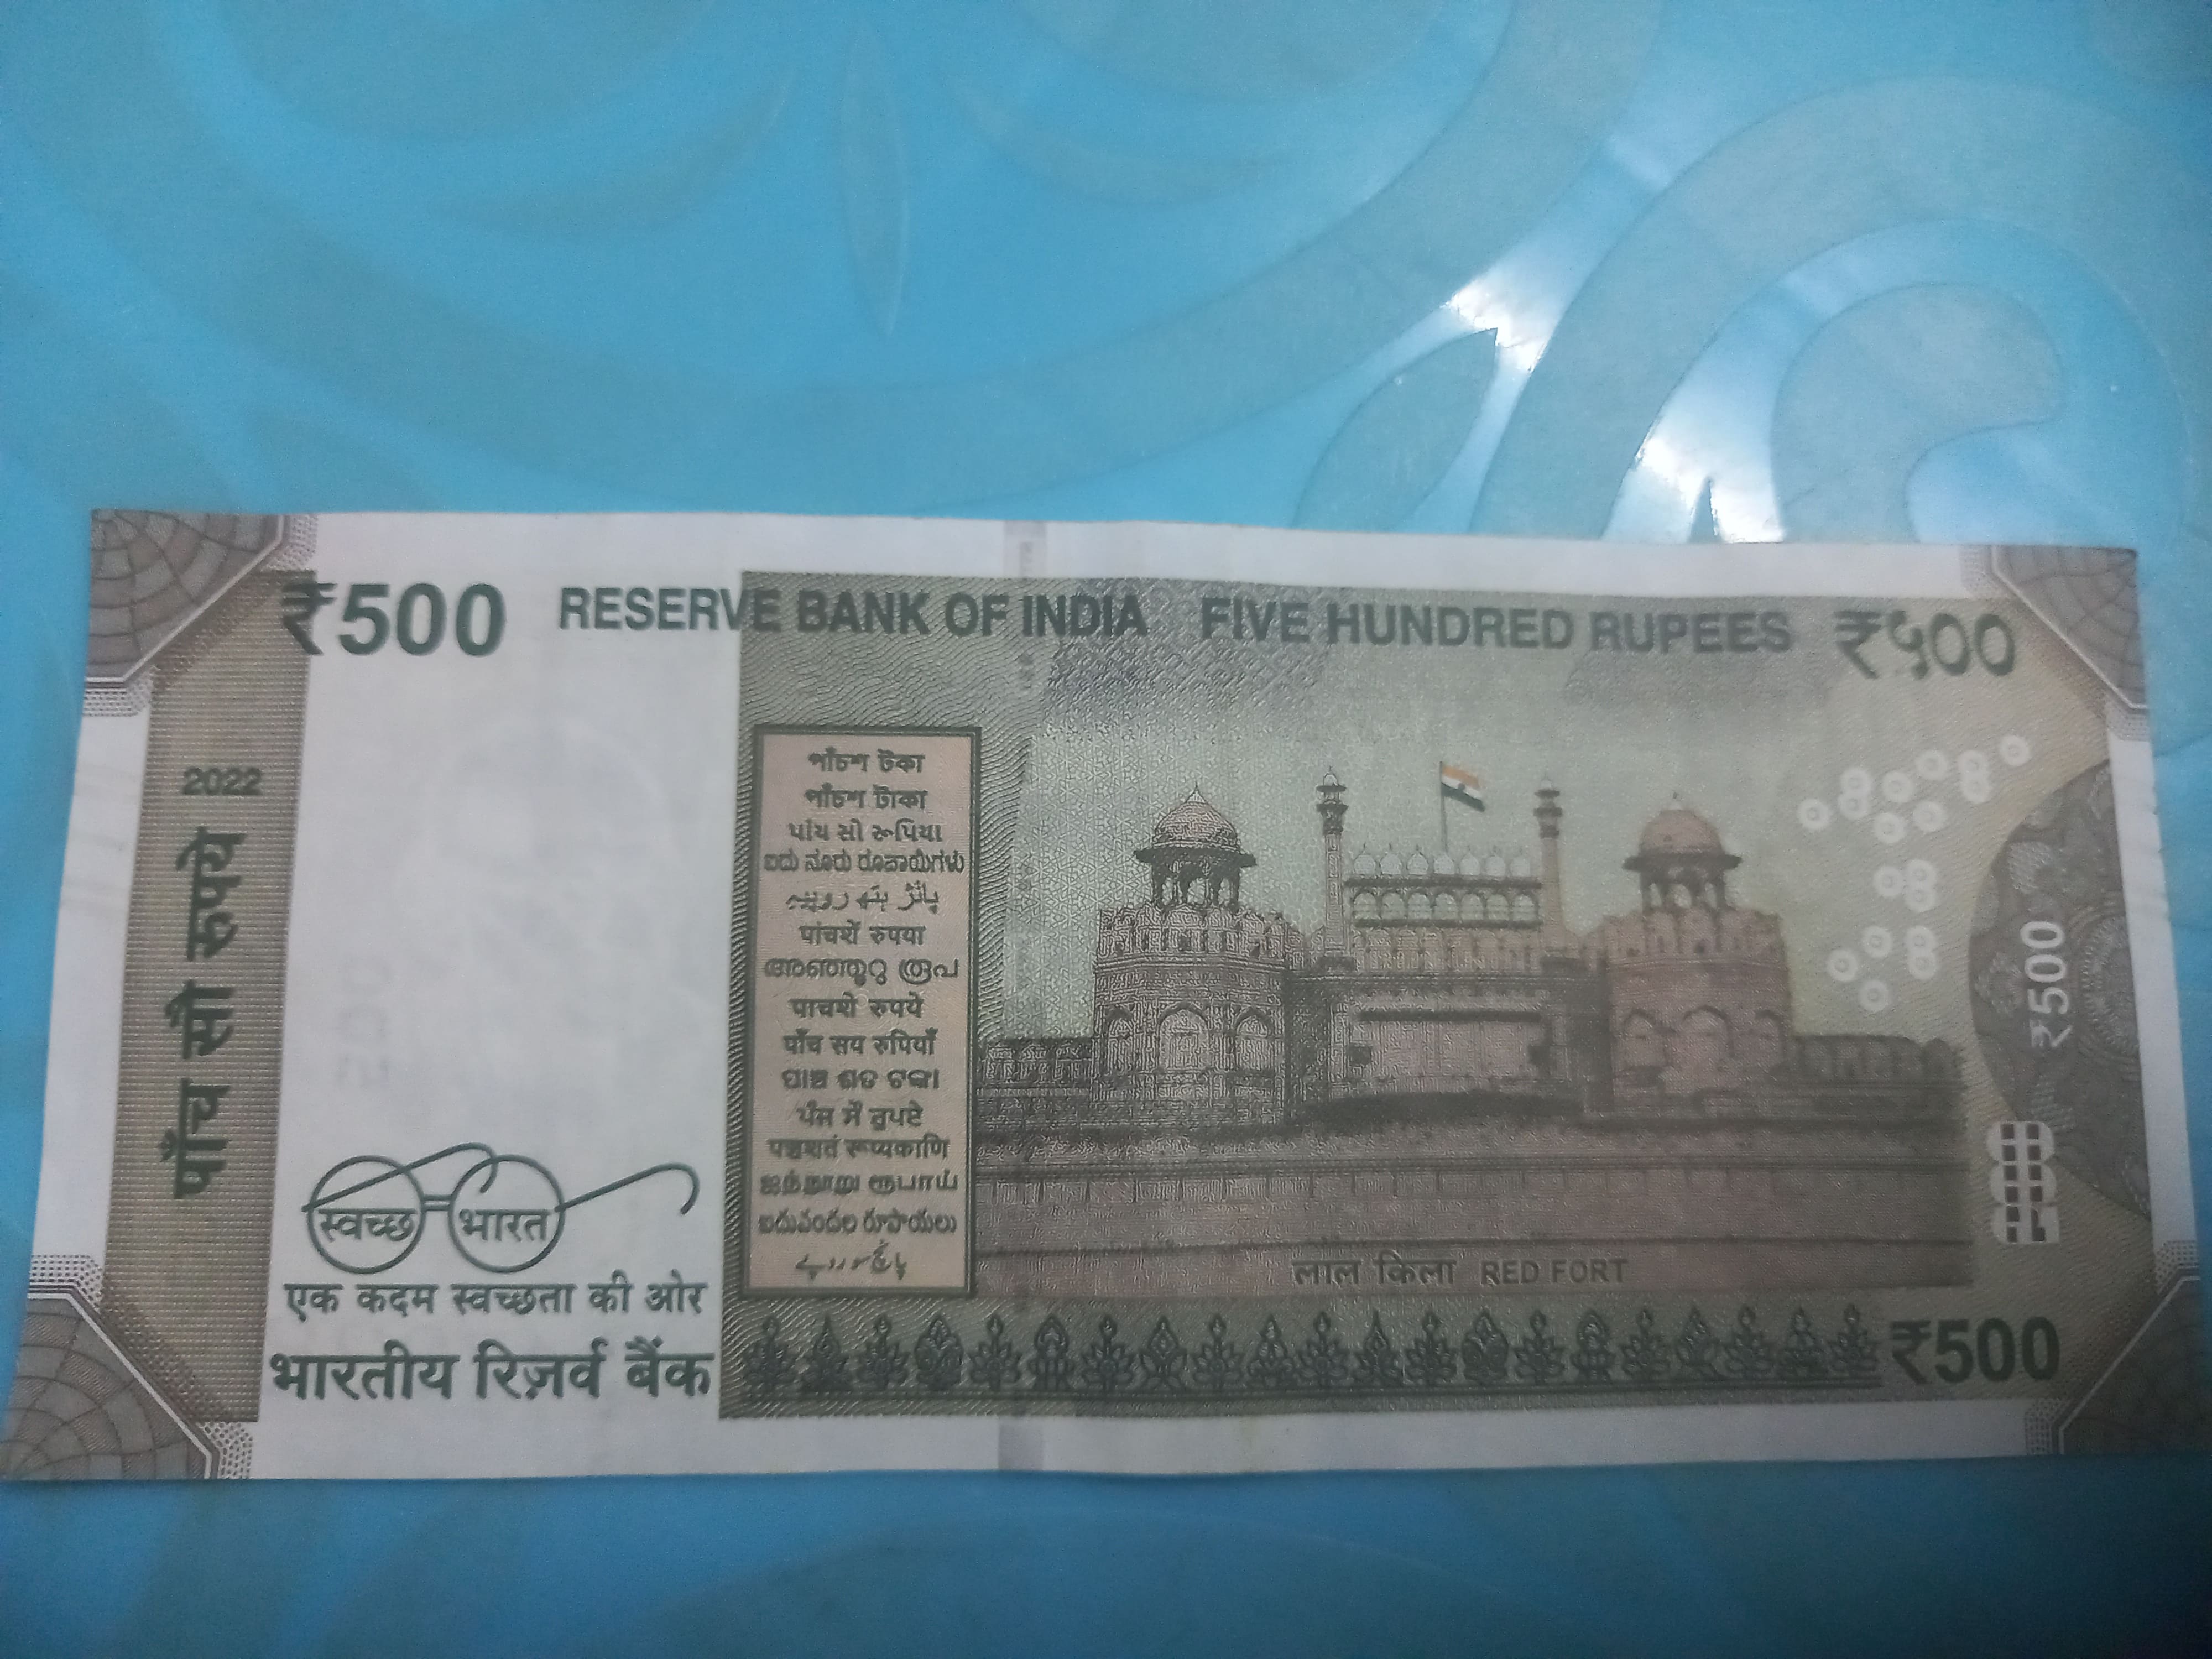 ₹500 RESERVE BANK OF INDIA FIVE HUNDRED RUPEES ₹५००
2022
पाँच सौ रुपये
পাঁচশ টকা
পাঁচশ টাকা
પાંચ સો રૂપિયા
ಐದು ನೂರು ರೂಪಾಯಿಗಳು
پانژ ہتھ روپیہ
पांचशें रुपया
അഞ്ഞൂറു രൂപ
पाचशे रुपये
पाँच सय रुपियाँ
ପାଞ୍ଚ ଶତ ଟଙ୍କା
ਪੰਜ ਸੌ ਰੁਪਏ
पञ्चशतं रूप्यकाणि
ஐந்நூறு ரூபாய்
ఐదువందల రూపాయలు
پانچ سو روپے
₹500
स्वच्छ भारत
एक कदम स्वच्छता की ओर
भारतीय रिज़र्व बैंक
लाल किला RED FORT
₹500